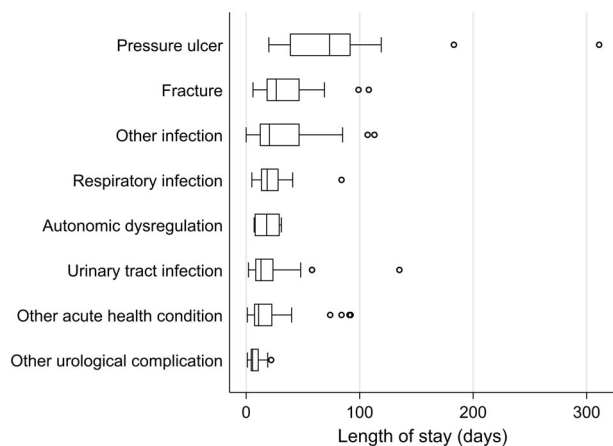 Pressure ulcer
Fracture
Other infection
Respiratory infection
Autonomic dysregulation
Urinary tract infection
Other acute health condition
Other urological complication
0 100 200 300
Length of stay (days)